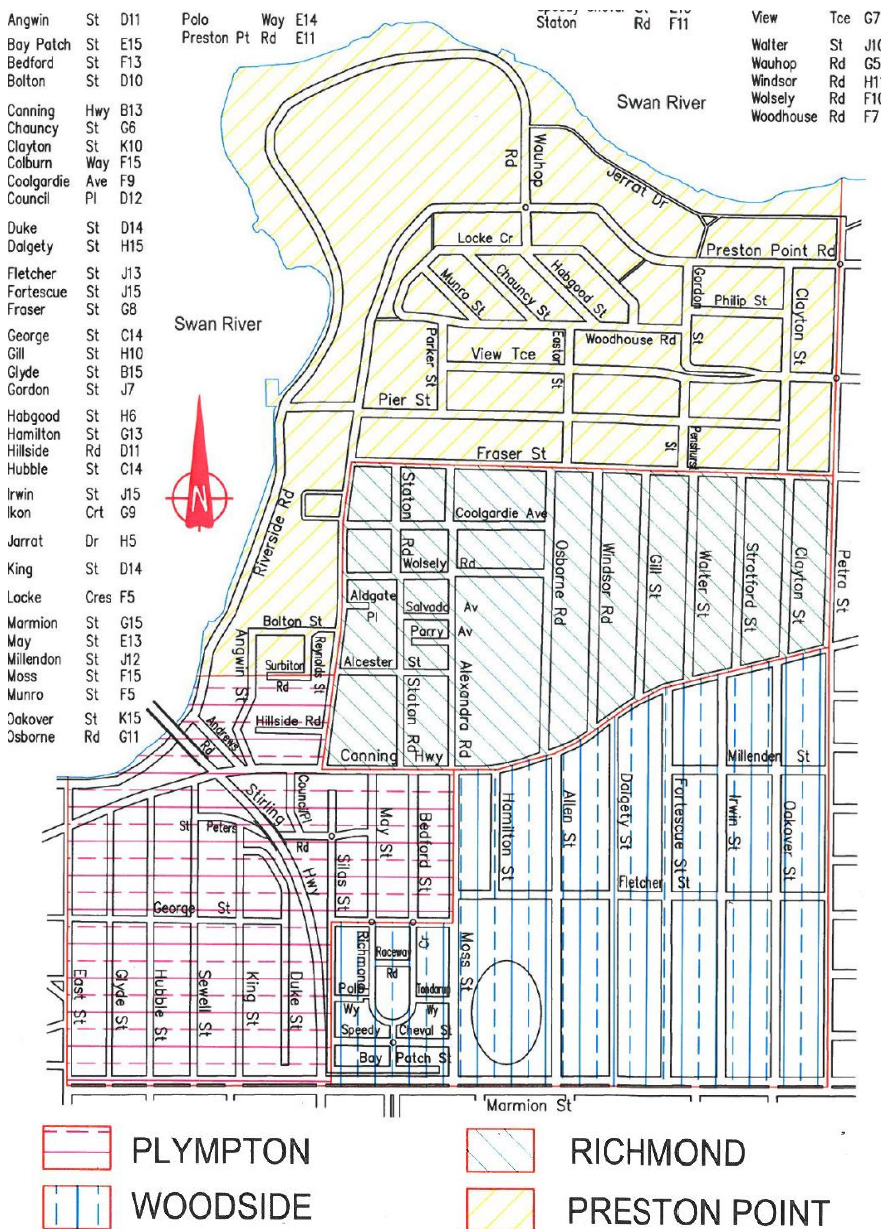 Angwin St D11
Bay Patch St E15
Bedford St F13
Bolton St D10
Canning Hwy B13
Chauncy St G6
Clayton St K10
Colburn Way F15
Coolgardie Ave F9
Council Pl D12
Duke St D14
Dalgety St H15
Fletcher St J13
Fortescue St J15
Fraser St G8
George St C14
Gill St H10
Glyde St B15
Gordon St J7
Habgood St H6
Hamilton St G13
Hillside Rd D11
Hubble St C14
Irwin St J15
Ikon Crt G9
Jarrat Dr H5
King St D14
Locke Cres F5
Marmion St G15
May St E13
Millendon St J12
Moss St F15
Munro St F5
Oakover St K15
Osborne Rd G11
Polo Way E14
Preston Pt Rd E11
Staton Rd F11
View Tce G7
Walter St J10
Wauhop Rd G5
Windsor Rd H11
Wolsely Rd F10
Woodhouse Rd F7
Swan River
Swan River
Wauhop Rd
Jerrat Dr
Preston Point Rd
Locke Cr
Munro St
Chauncy St
Habgood St
Gordon St
Philip St
Clayton St
Parker St
View Tce
Easton St
Woodhouse Rd
Pier St
Fraser St
Penshurst St
N
Riverside Rd
Staton Rd
Coolgardie Ave
Wolsely Rd
Aldgate Pl
Salvado Av
Parry Av
Alcester St
Staton Rd
Alexandra Rd
Osborne Rd
Windsor Rd
Gill St
Walter St
Stratford St
Clayton St
Petra St
Bolton St
Angwin St
Surbiton Rd
Reynolds St
Hillside Rd
Andrews Rd
Canning Hwy
Millenden St
Stirling Hwy
Council Pl
St Peters Rd
Silas St
May St
Bedford St
Hamilton St
Allen St
Dargety St
Fortescue St
Irwin St
Oakover St
Fletcher St
George St
East St
Glyde St
Hubble St
Sewell St
King St
Duke St
Richmond
Raceway Rd
Moss St
Polo Wy
Tondarup Wy
Speedy Cheval St
Bay Patch St
Marmion St
PLYMPTON
WOODSIDE
RICHMOND
PRESTON POINT